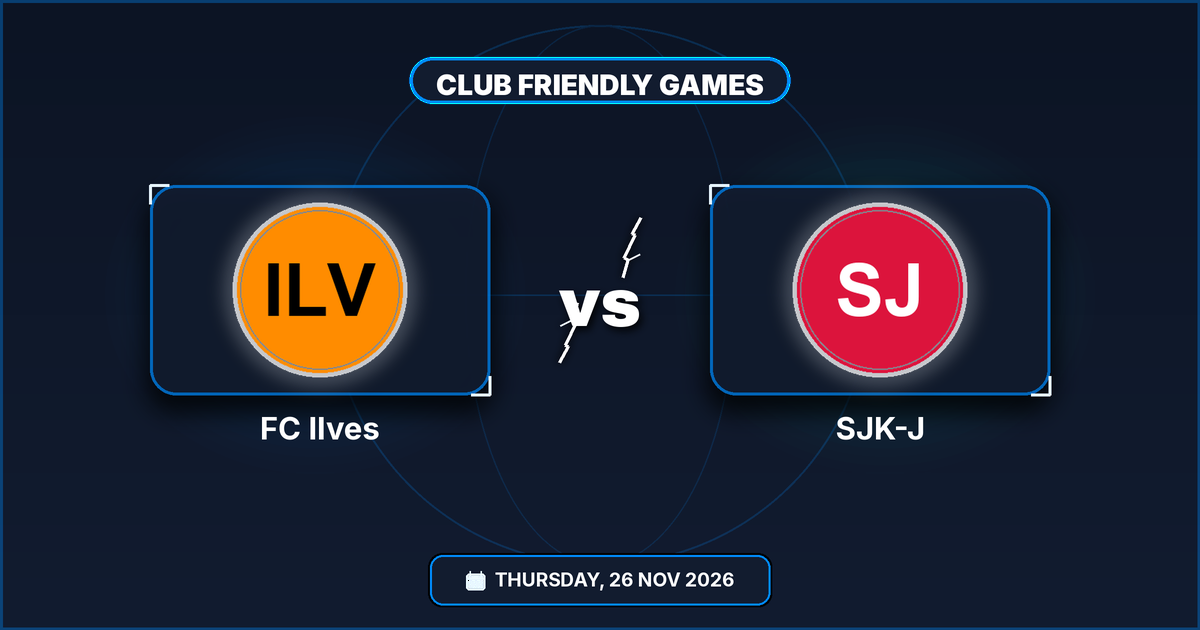 CLUB FRIENDLY GAMES
ILV
vs
SJ
FC Ilves
SJK-J
THURSDAY, 26 NOV 2026